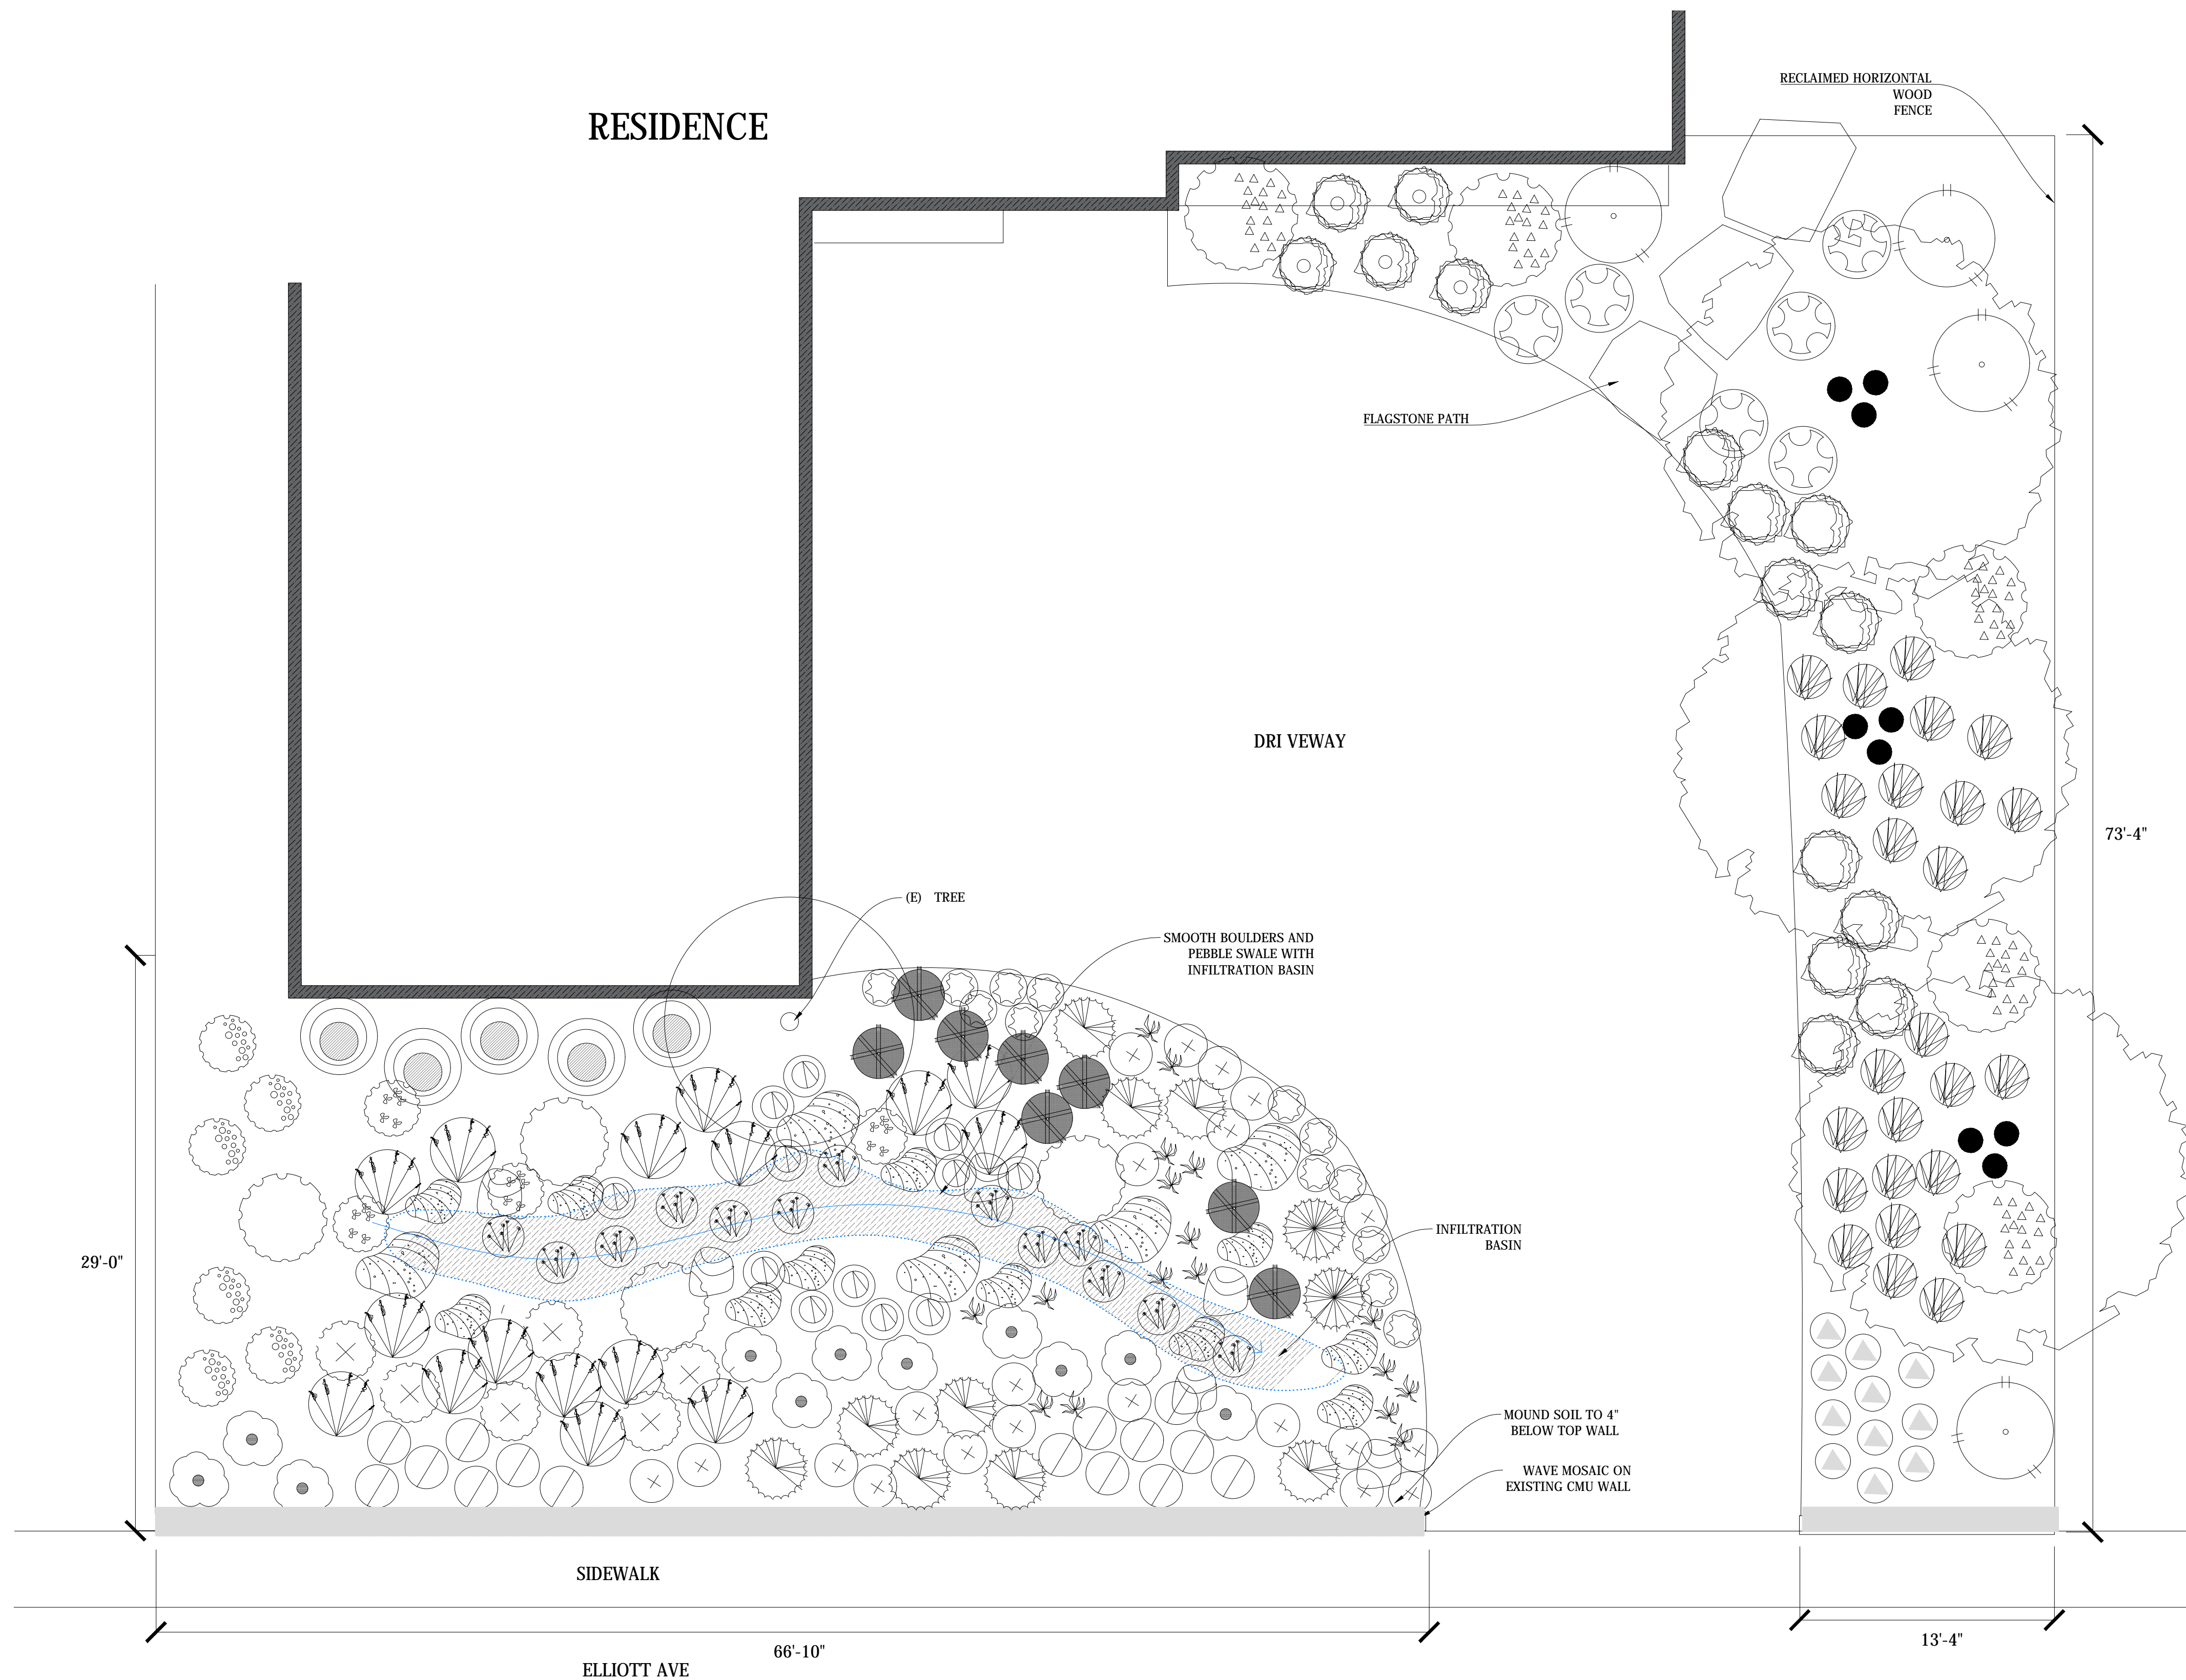 RECLAIMED HORIZONTAL
WOOD
FENCE
RESIDENCE
FLAGSTONE PATH
DRI VEWAY
73'-4"
(E) TREE
SMOOTH BOULDERS AND
PEBBLE SWALE WITH
INFILTRATION BASIN
INFILTRATION
BASIN
29'-0"
MOUND SOIL TO 4"
BELOW TOP WALL
WAVE MOSAIC ON
EXISTING CMU WALL
SIDEWALK
66'-10"
13'-4"
ELLIOTT AVE